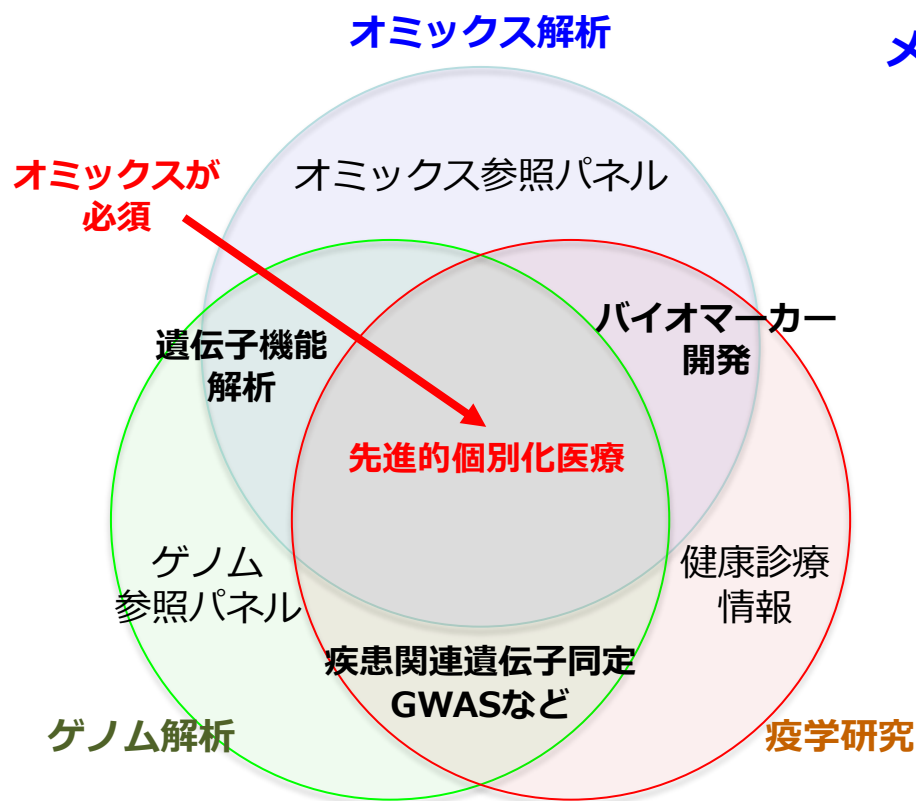 オミックス解析
メ
オミックスが
必須
オミックス参照パネル
遺伝子機能
解析
バイオマーカー
開発
先進的個別化医療
ゲノム
参照パネル
健康診療
情報
疾患関連遺伝子同定
GWASなど
ゲノム解析
疫学研究